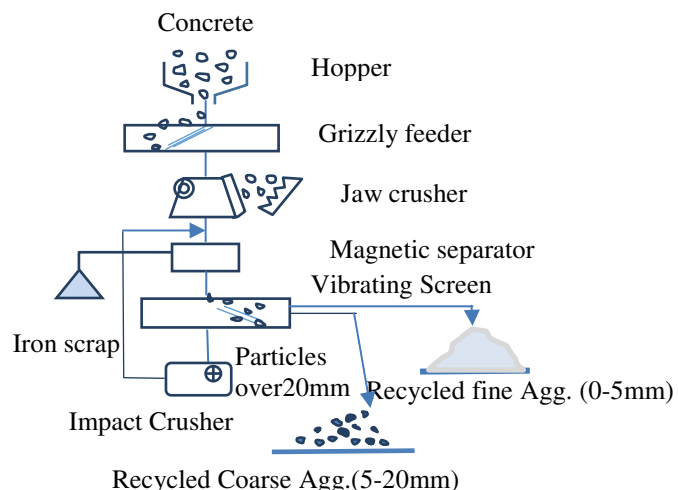 Concrete
Hopper
Grizzly feeder
Jaw crusher
Magnetic separator
Vibrating Screen
Iron scrap
Particles
over20mm
Recycled fine Agg. (0-5mm)
Impact Crusher
Recycled Coarse Agg.(5-20mm)